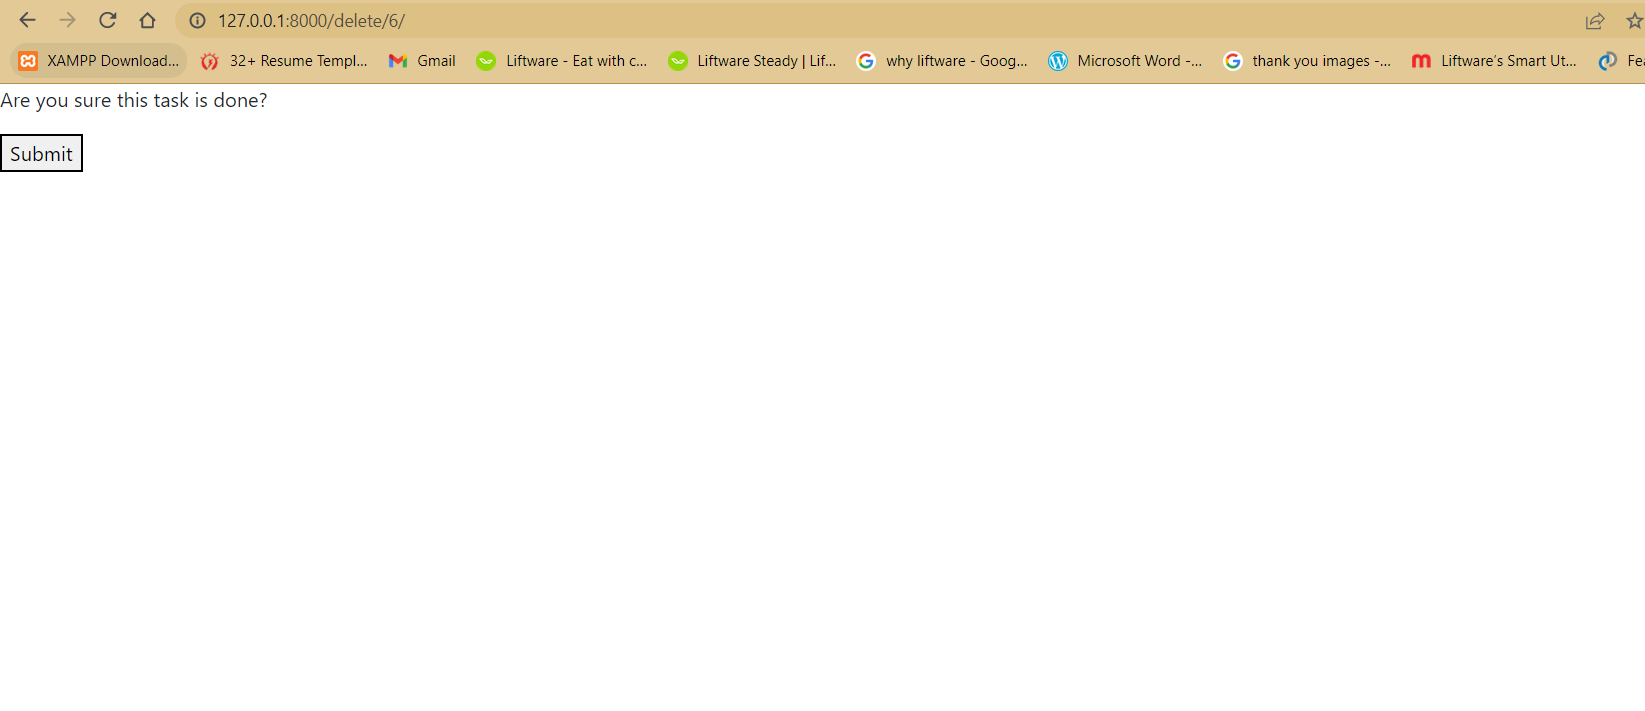 127.0.0.1:8000/delete/6/
XAMPP Download... 32+ Resume Templ... Gmail Liftware - Eat with c... Liftware Steady | Lif... why liftware - Goog... Microsoft Word -... thank you images -... Liftware's Smart Ut... Fea
Are you sure this task is done?
Submit